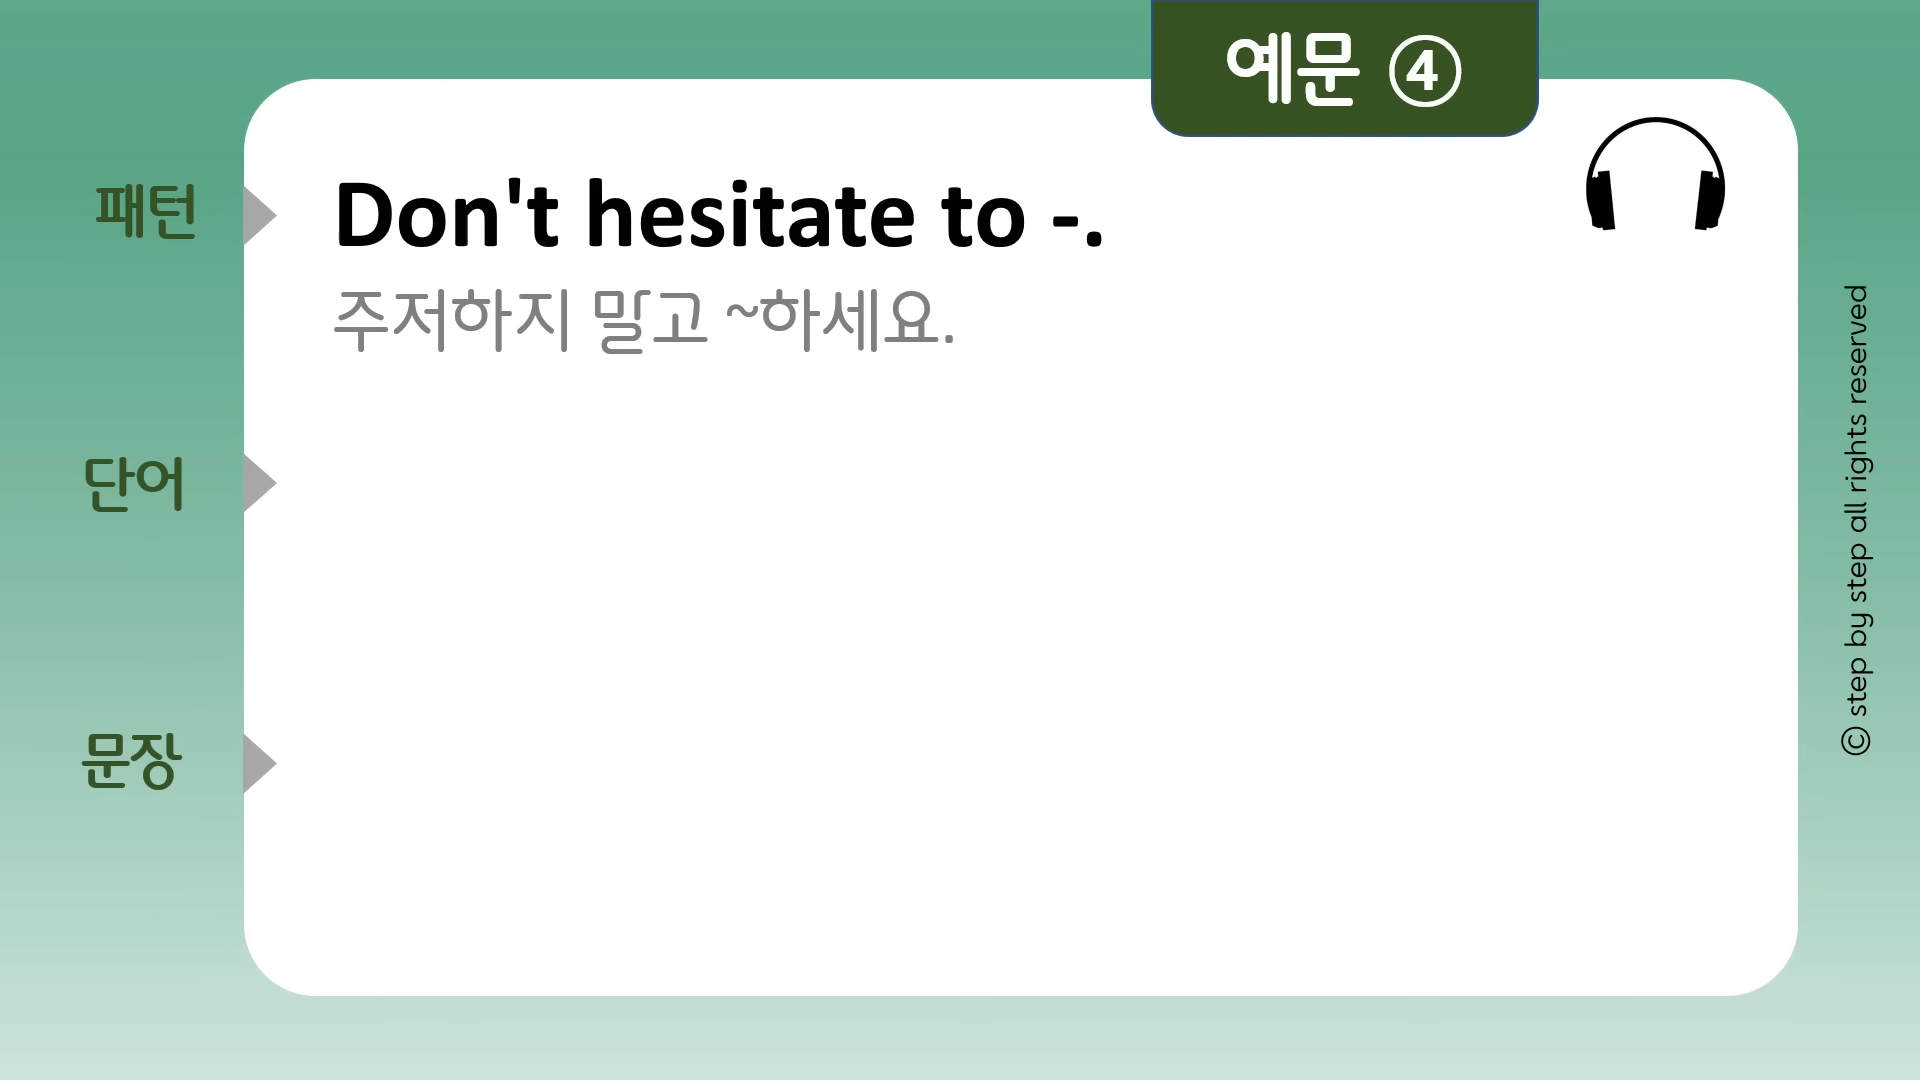 예문 ④
패턴
Don't hesitate to -.
주저하지 말고 ~하세요.
단어
문장
© step by step all rights reserved